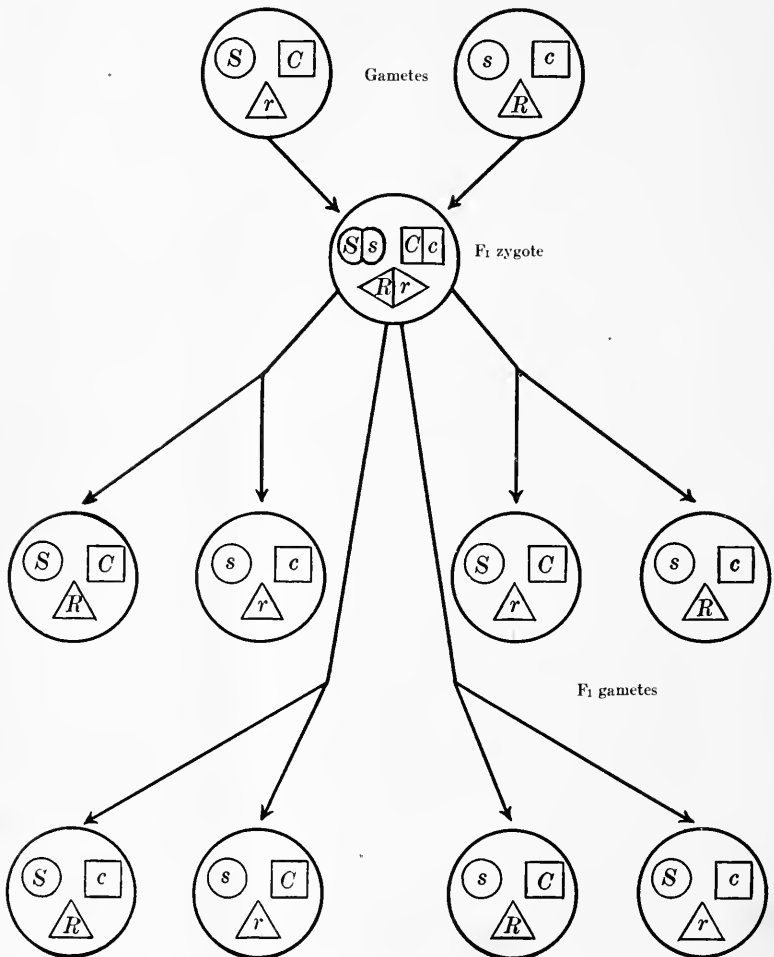 S C s c
Gametes
r R
S s C c
F1 zygote
R r
S C s c S C s c
R r r R
F1 gametes
S c s C s C S c
R r R r